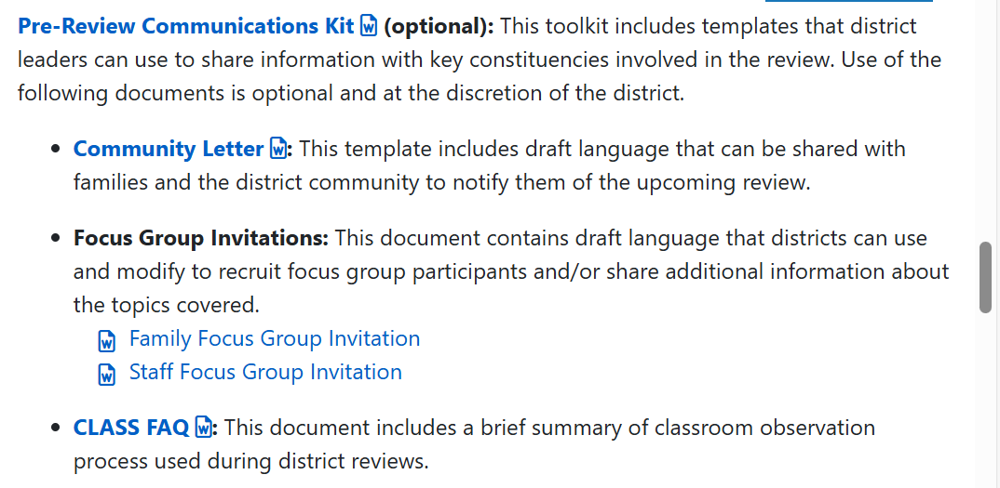 Pre-Review Communications Kit (optional): This toolkit includes templates that district
leaders can use to share information with key constituencies involved in the review. Use of the
following documents is optional and at the discretion of the district.
Community Letter : This template includes draft language that can be shared with
families and the district community to notify them of the upcoming review.
Focus Group Invitations: This document contains draft language that districts can use
and modify to recruit focus group participants and/or share additional information about
the topics covered.
Family Focus Group Invitation
Staff Focus Group Invitation
CLASS FAQ : This document includes a brief summary of classroom observation
process used during district reviews.